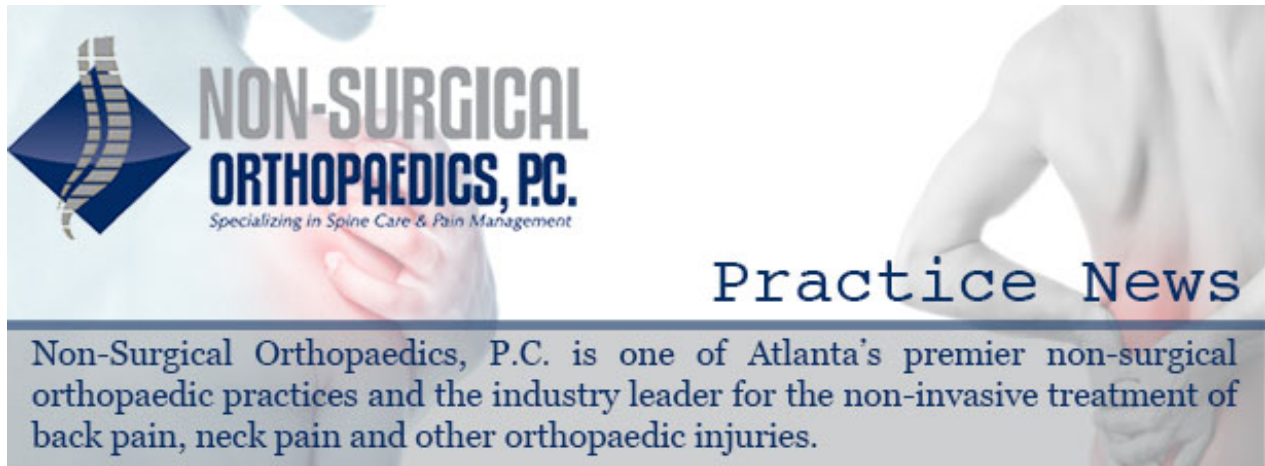 NON-SURGICAL
ORTHOPAEDICS, P.C.
Specializing in Spine Care & Pain Management
Practice News
Non-Surgical Orthopaedics, P.C. is one of Atlanta’s premier non-surgical
orthopaedic practices and the industry leader for the non-invasive treatment of
back pain, neck pain and other orthopaedic injuries.